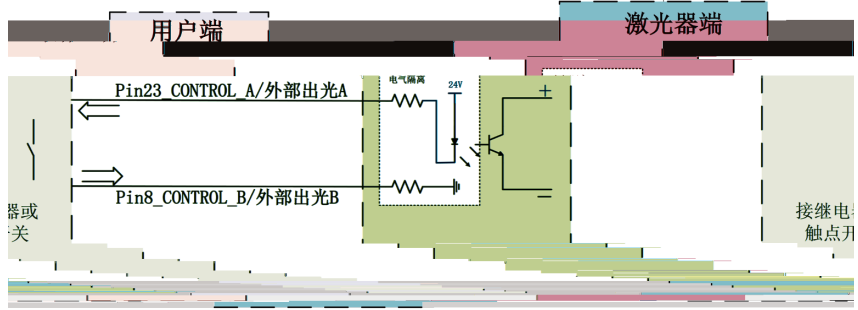 用户端
激光器端
电气隔离
24V
Pin23_CONTROL_A/外部出光A
+
Pin8_CONTROL_B/外部出光B
−
器或
关
接继电
触点开